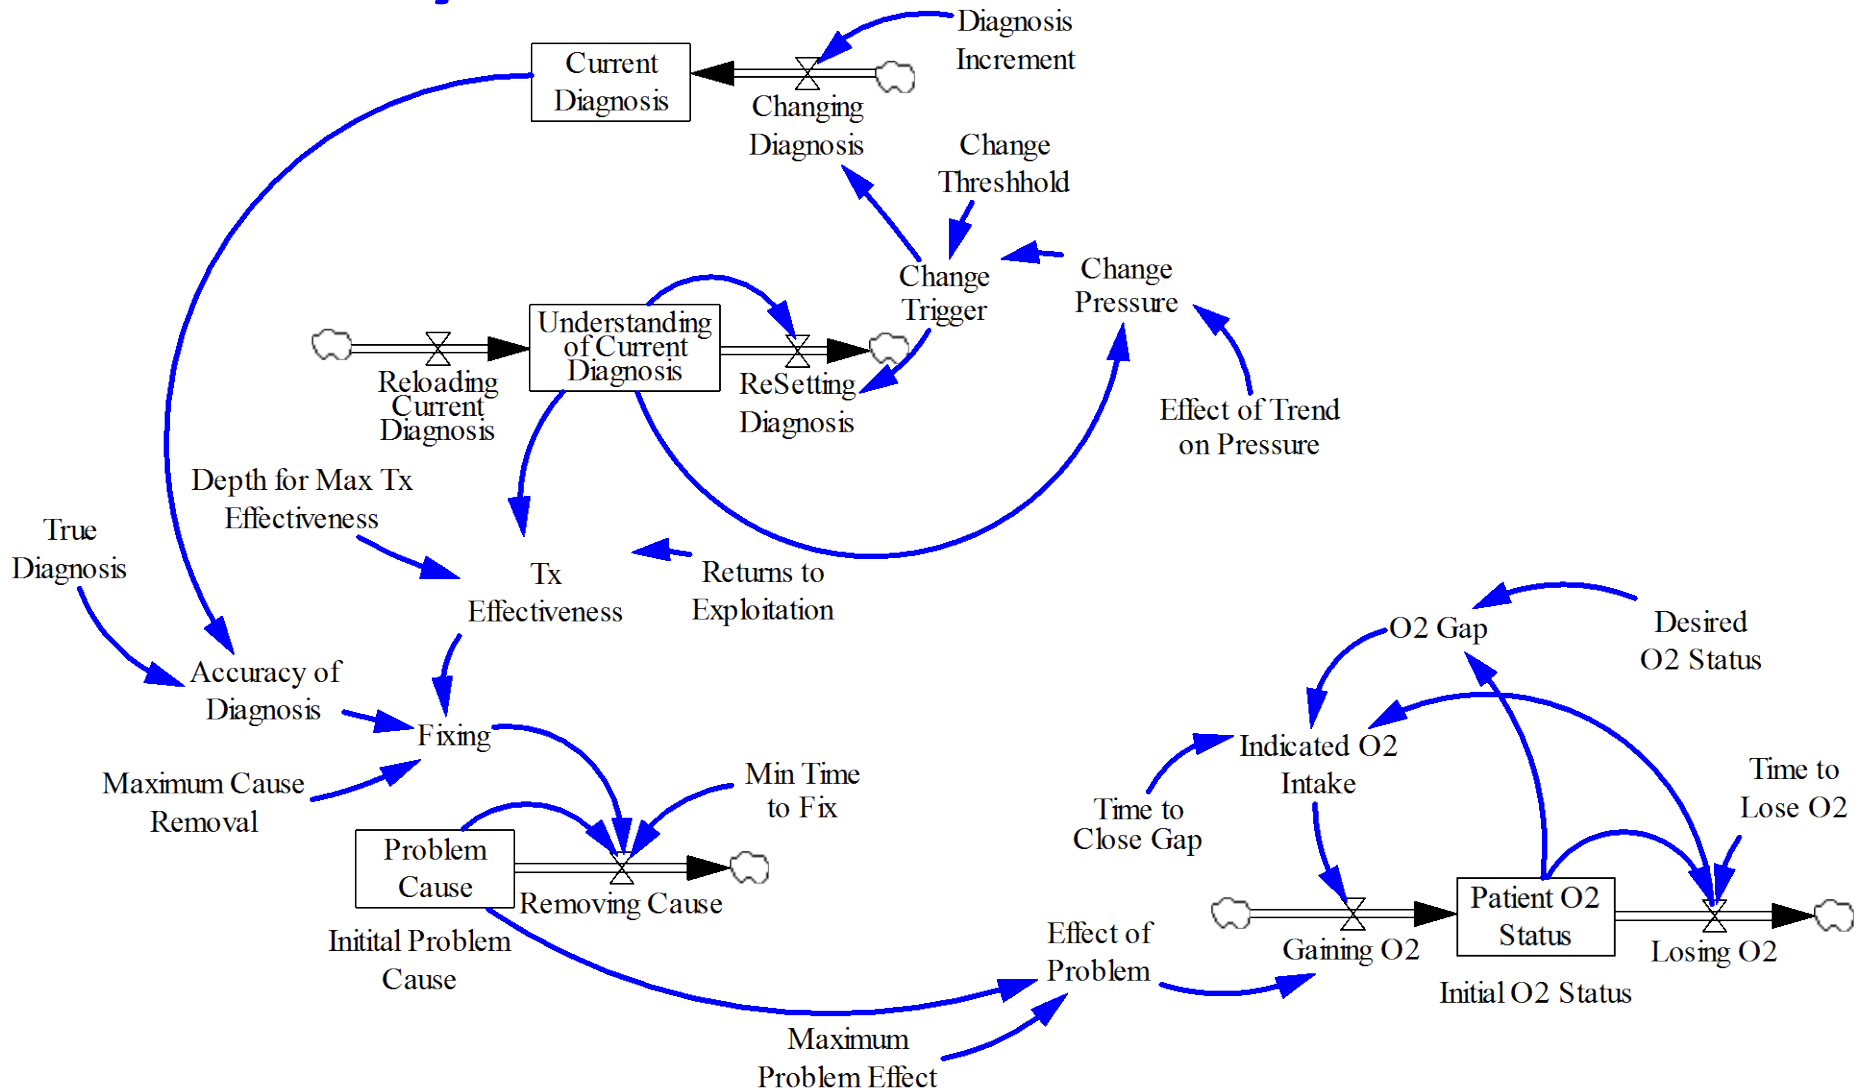 Diagnosis
Increment
Current
Diagnosis
Changing
Diagnosis
Change
Threshhold
Change
Trigger
Change
Pressure
Understanding
of Current
Diagnosis
Reloading
Current
Diagnosis
ReSetting
Diagnosis
Effect of Trend
on Pressure
Depth for Max Tx
Effectiveness
True
Diagnosis
Tx
Effectiveness
Returns to
Exploitation
O2 Gap
Desired
O2 Status
Accuracy of
Diagnosis
Fixing
Indicated O2
Intake
Maximum Cause
Removal
Min Time
to Fix
Time to
Close Gap
Time to
Lose O2
Problem
Cause
Removing Cause
Initital Problem
Cause
Effect of
Problem
Gaining O2
Patient O2
Status
Losing O2
Initial O2 Status
Maximum
Problem Effect